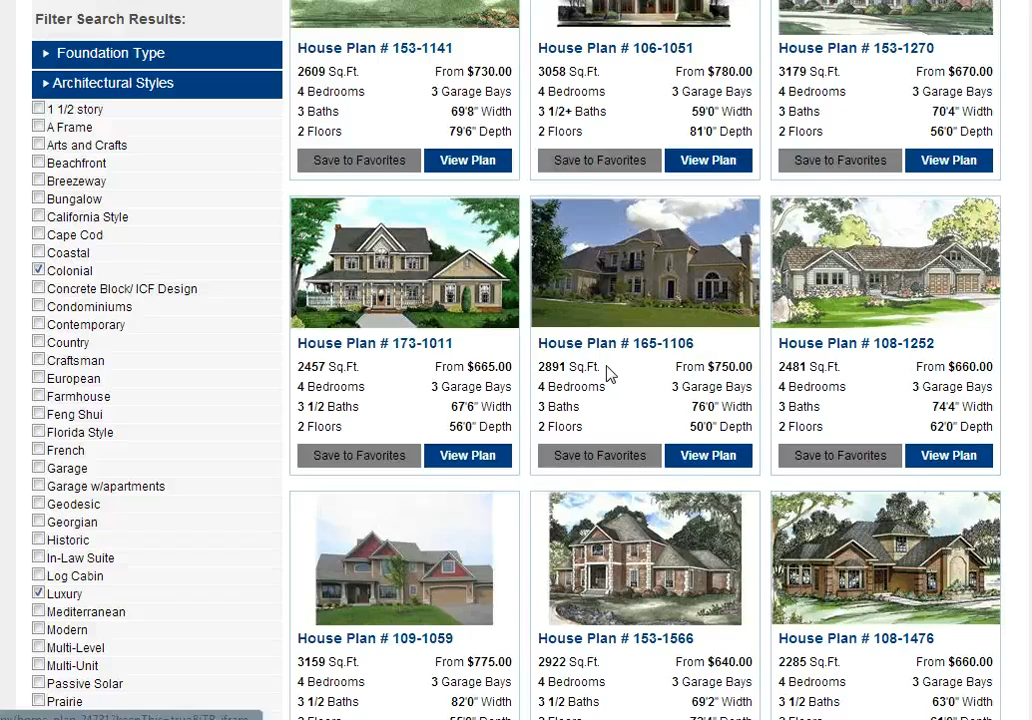 Filter Search Results:
Foundation Type
Architectural Styles
1 1/2 story
A Frame
Arts and Crafts
Beachfront
Breezeway
Bungalow
California Style
Cape Cod
Coastal
Colonial
Concrete Block/ ICF Design
Condominiums
Contemporary
Country
Craftsman
European
Farmhouse
Feng Shui
Florida Style
French
Garage
Garage w/apartments
Geodesic
Georgian
Historic
In-Law Suite
Log Cabin
Luxury
Mediterranean
Modern
Multi-Level
Multi-Unit
Passive Solar
Prairie
House Plan # 153-1141
2609 Sq.Ft. From $730.00
4 Bedrooms 3 Garage Bays
3 Baths 69'8" Width
2 Floors 79'6" Depth
Save to Favorites View Plan
House Plan # 106-1051
3058 Sq.Ft. From $780.00
4 Bedrooms 3 Garage Bays
3 1/2+ Baths 59'0" Width
2 Floors 81'0" Depth
Save to Favorites View Plan
House Plan # 153-1270
3179 Sq.Ft. From $670.00
4 Bedrooms 3 Garage Bays
3 Baths 70'4" Width
2 Floors 56'0" Depth
Save to Favorites View Plan
House Plan # 173-1011
2457 Sq.Ft. From $665.00
4 Bedrooms 3 Garage Bays
3 1/2 Baths 67'6" Width
2 Floors 56'0" Depth
Save to Favorites View Plan
House Plan # 165-1106
2891 Sq.Ft. From $750.00
4 Bedrooms 3 Garage Bays
3 Baths 76'0" Width
2 Floors 50'0" Depth
Save to Favorites View Plan
House Plan # 108-1252
2481 Sq.Ft. From $660.00
4 Bedrooms 3 Garage Bays
3 Baths 74'4" Width
2 Floors 62'0" Depth
Save to Favorites View Plan
House Plan # 109-1059
3159 Sq.Ft. From $775.00
4 Bedrooms 3 Garage Bays
3 1/2 Baths 82'0" Width
House Plan # 153-1566
2922 Sq.Ft. From $640.00
4 Bedrooms 3 Garage Bays
3 1/2 Baths 69'2" Width
House Plan # 108-1476
2285 Sq.Ft. From $660.00
4 Bedrooms 3 Garage Bays
3 1/2 Baths 63'0" Width